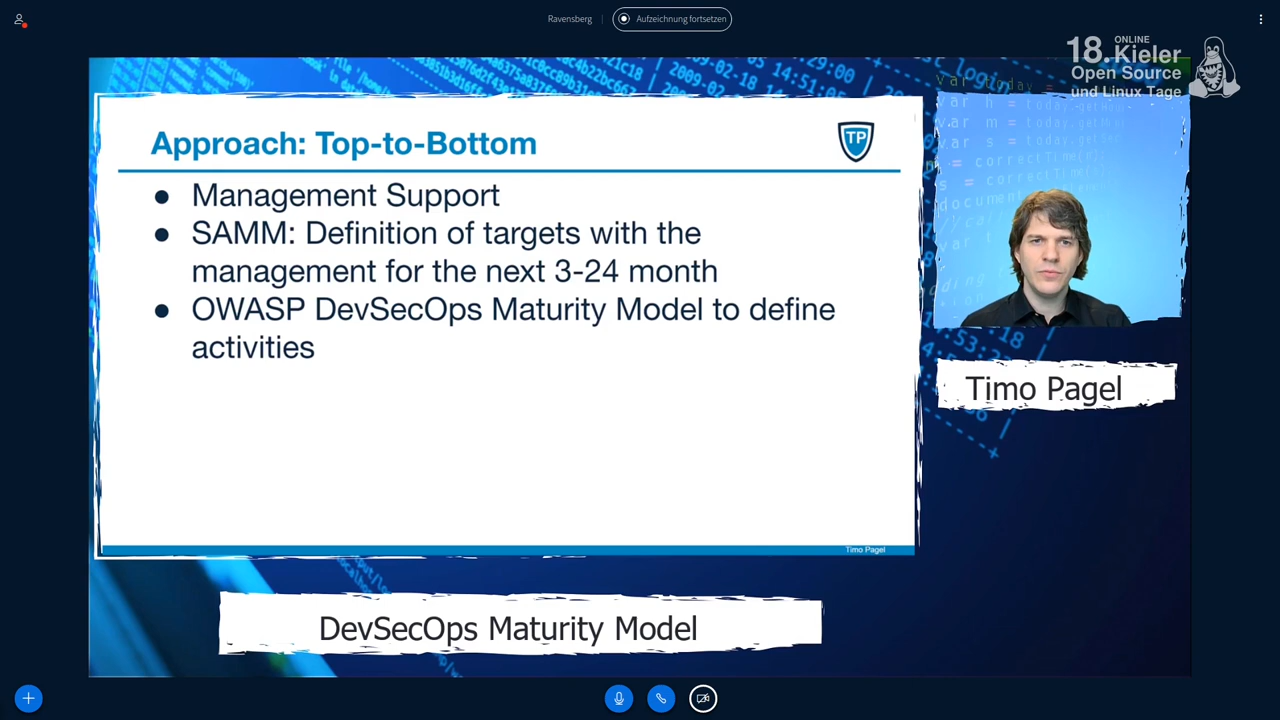 Ravensberg
Aufzeichnung fortsetzen
ONLINE
18.Kieler
Open Source
und Linux Tage
Approach: Top-to-Bottom
TP
● Management Support
● SAMM: Definition of targets with the
management for the next 3-24 month
● OWASP DevSecOps Maturity Model to define
activities
Timo Pagel
Timo Pagel
DevSecOps Maturity Model